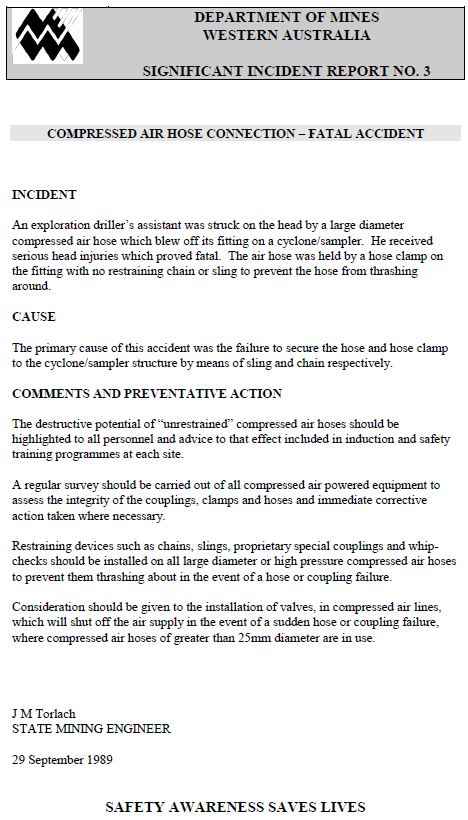 DEPARTMENT OF MINES
WESTERN AUSTRALIA
SIGNIFICANT INCIDENT REPORT NO. 3
COMPRESSED AIR HOSE CONNECTION – FATAL ACCIDENT
INCIDENT
An exploration driller's assistant was struck on the head by a large diameter
compressed air hose which blew off its fitting on a cyclone/sampler. He received
serious head injuries which proved fatal. The air hose was held by a hose clamp on
the fitting with no restraining chain or sling to prevent the hose from thrashing
around.
CAUSE
The primary cause of this accident was the failure to secure the hose and hose clamp
to the cyclone/sampler structure by means of sling and chain respectively.
COMMENTS AND PREVENTATIVE ACTION
The destructive potential of “unrestrained” compressed air hoses should be
highlighted to all personnel and advice to that effect included in induction and safety
training programmes at each site.
A regular survey should be carried out of all compressed air powered equipment to
assess the integrity of the couplings, clamps and hoses and immediate corrective
action taken where necessary.
Restraining devices such as chains, slings, proprietary special couplings and whip-
checks should be installed on all large diameter or high pressure compressed air hoses
to prevent them thrashing about in the event of a hose or coupling failure.
Consideration should be given to the installation of valves, in compressed air lines,
which will shut off the air supply in the event of a sudden hose or coupling failure,
where compressed air hoses of greater than 25mm diameter are in use.
J M Torlach
STATE MINING ENGINEER
29 September 1989
SAFETY AWARENESS SAVES LIVES